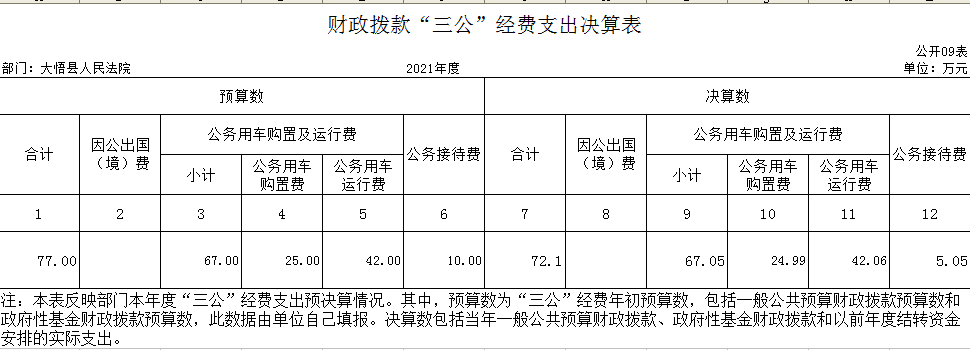 财政拨款“三公”经费支出决算表
公开09表
部门：大悟县人民法院 2021年度 单位：万元
预算数 决算数
合计 因公出国（境）费 公务用车购置及运行费 公务接待费 合计 因公出国（境）费 公务用车购置及运行费 公务接待费
小计 公务用车购置费 公务用车运行费 小计 公务用车购置费 公务用车运行费
1 2 3 4 5 6 7 8 9 10 11 12
77.00 67.00 25.00 42.00 10.00 72.1 67.05 24.99 42.06 5.05
注：本表反映部门本年度“三公”经费支出预决算情况。其中，预算数为“三公”经费年初预算数，包括一般公共预算财政拨款预算数和
政府性基金财政拨款预算数，此数据由单位自己填报。决算数包括当年一般公共预算财政拨款、政府性基金财政拨款和以前年度结转资金
安排的实际支出。